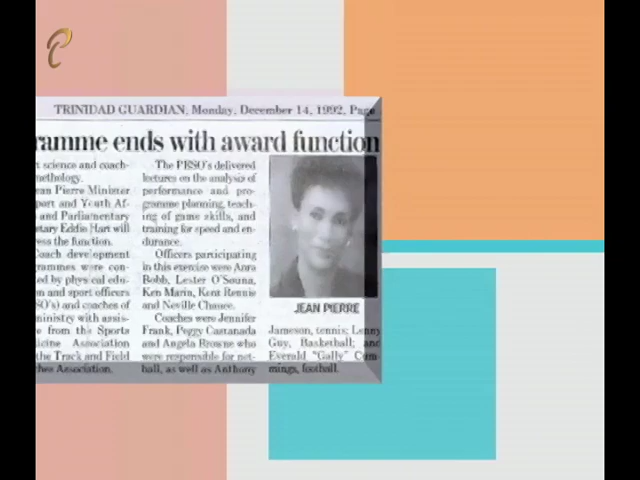 TRINIDAD GUARDIAN, Monday, December 14, 1992, Page
ramme ends with award function
t science and coach-
methology.
ean Pierre Minister
port and Youth Af-
and Parliamentary
etary Eddie Hart will
ess the function.
Coach development
rammes were con-
ed by physical edu-
n and sport officers
SO's) and coaches of
ministry with assis-
e from the Sports
icine Association
the Track and Field
ches Association.
The PESO's delivered
lectures on the analysis of
performance and pro-
gramme planning, teach-
ing of game skills, and
training for speed and en-
durance.
Officers participating
in this exercise were Anra
Bobb, Lester O'Souna,
Ken Marin, Kent Rennie
and Neville Chance.
Coaches were Jennifer
Frank, Peggy Castanada
and Angela Browne who
were responsible for net-
ball, as well as Anthony
JEAN PIERRE
Jameson, tennis; Lenny
Guy, Basketball; and
Everald "Gally" Cum-
mings, football.